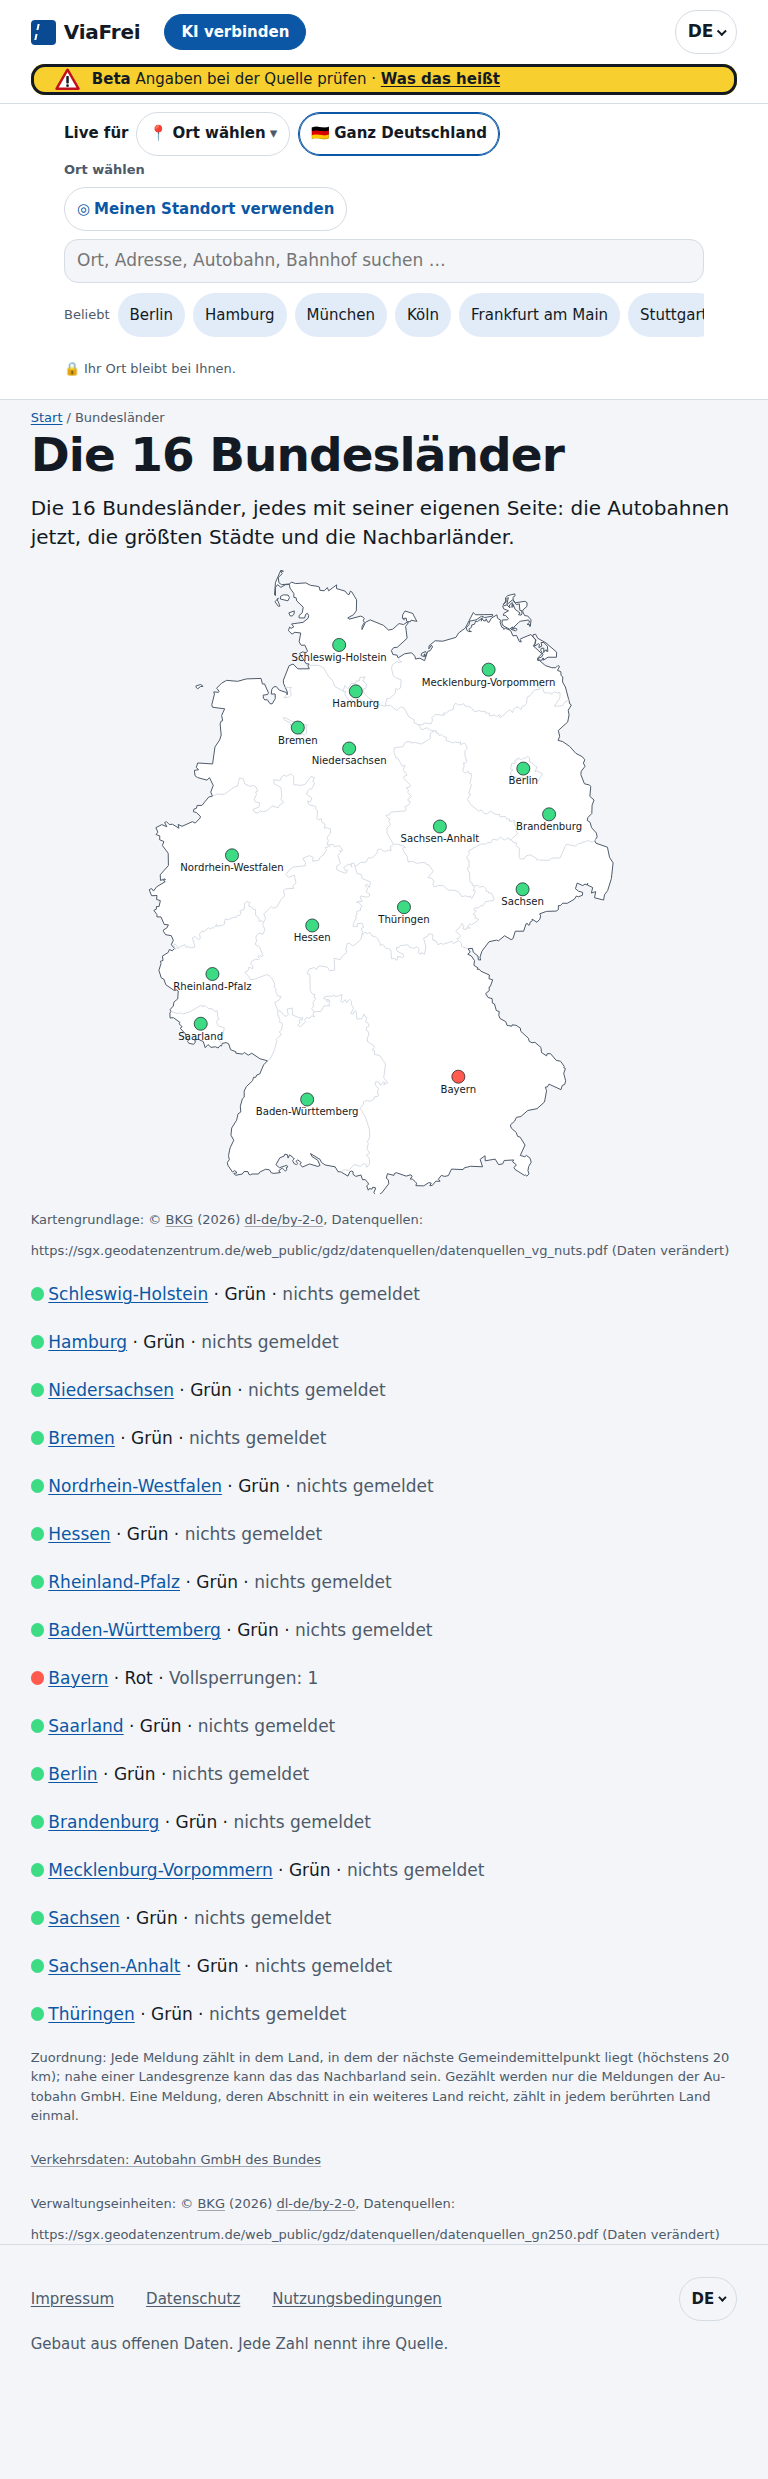 ViaFrei
KI verbinden
DE
Beta Angaben bei der Quelle prüfen · Was das heißt
Live für
📍 Ort wählen ▾
🇩🇪 Ganz Deutschland
Ort wählen
◎ Meinen Standort verwenden
Ort, Adresse, Autobahn, Bahnhof suchen …
Beliebt
Berlin
Hamburg
München
Köln
Frankfurt am Main
Stuttgart
🔒 Ihr Ort bleibt bei Ihnen.
Start / Bundesländer
Die 16 Bundesländer
Die 16 Bundesländer, jedes mit seiner eigenen Seite: die Autobahnen
jetzt, die größten Städte und die Nachbarländer.
Schleswig-Holstein
Mecklenburg-Vorpommern
Hamburg
Bremen
Niedersachsen
Berlin
Brandenburg
Sachsen-Anhalt
Nordrhein-Westfalen
Sachsen
Thüringen
Hessen
Rheinland-Pfalz
Saarland
Bayern
Baden-Württemberg
Kartengrundlage: © BKG (2026) dl-de/by-2-0, Datenquellen:
https://sgx.geodatenzentrum.de/web_public/gdz/datenquellen/datenquellen_vg_nuts.pdf (Daten verändert)
Schleswig-Holstein · Grün · nichts gemeldet
Hamburg · Grün · nichts gemeldet
Niedersachsen · Grün · nichts gemeldet
Bremen · Grün · nichts gemeldet
Nordrhein-Westfalen · Grün · nichts gemeldet
Hessen · Grün · nichts gemeldet
Rheinland-Pfalz · Grün · nichts gemeldet
Baden-Württemberg · Grün · nichts gemeldet
Bayern · Rot · Vollsperrungen: 1
Saarland · Grün · nichts gemeldet
Berlin · Grün · nichts gemeldet
Brandenburg · Grün · nichts gemeldet
Mecklenburg-Vorpommern · Grün · nichts gemeldet
Sachsen · Grün · nichts gemeldet
Sachsen-Anhalt · Grün · nichts gemeldet
Thüringen · Grün · nichts gemeldet
Zuordnung: Jede Meldung zählt in dem Land, in dem der nächste Gemeindemittelpunkt liegt (höchstens 20
km); nahe einer Landesgrenze kann das das Nachbarland sein. Gezählt werden nur die Meldungen der Au-
tobahn GmbH. Eine Meldung, deren Abschnitt in ein weiteres Land reicht, zählt in jedem berührten Land
einmal.
Verkehrsdaten: Autobahn GmbH des Bundes
Verwaltungseinheiten: © BKG (2026) dl-de/by-2-0, Datenquellen:
https://sgx.geodatenzentrum.de/web_public/gdz/datenquellen/datenquellen_gn250.pdf (Daten verändert)
Impressum
Datenschutz
Nutzungsbedingungen
DE
Gebaut aus offenen Daten. Jede Zahl nennt ihre Quelle.